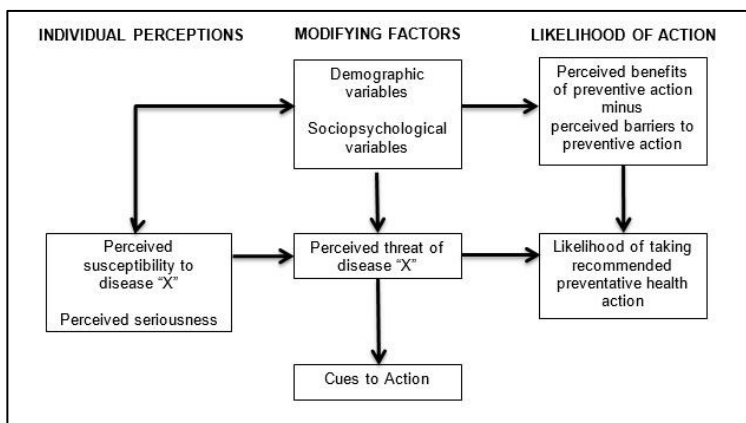 INDIVIDUAL PERCEPTIONS
MODIFYING FACTORS
LIKELIHOOD OF ACTION
Demographic
variables
Sociopsychological
variables
Perceived benefits
of preventive action
minus
perceived barriers to
preventive action
Perceived
susceptibility to
disease “X”
Perceived seriousness
Perceived threat of
disease “X”
Likelihood of taking
recommended
preventative health
action
Cues to Action